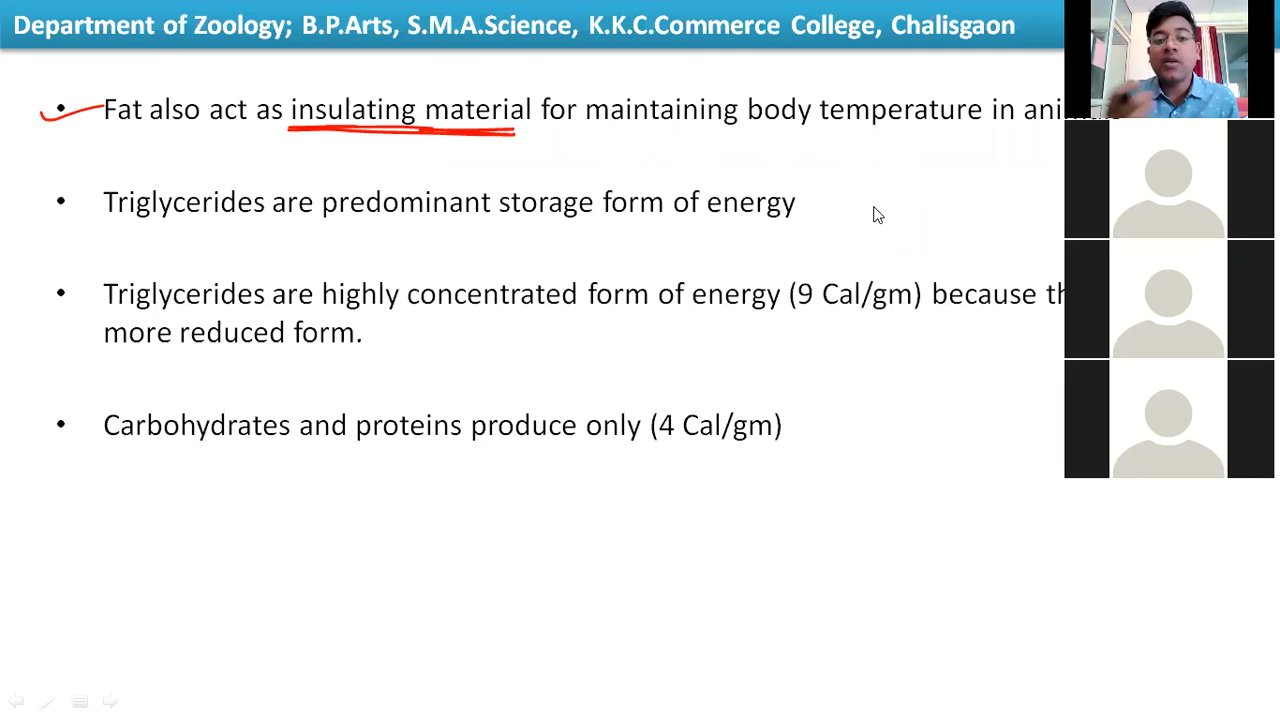 Department of Zoology; B.P.Arts, S.M.A.Science, K.K.C.Commerce College, Chalisgaon
• Fat also act as insulating material for maintaining body temperature in
• Triglycerides are predominant storage form of energy
• Triglycerides are highly concentrated form of energy (9 Cal/gm) because
more reduced form.
• Carbohydrates and proteins produce only (4 Cal/gm)